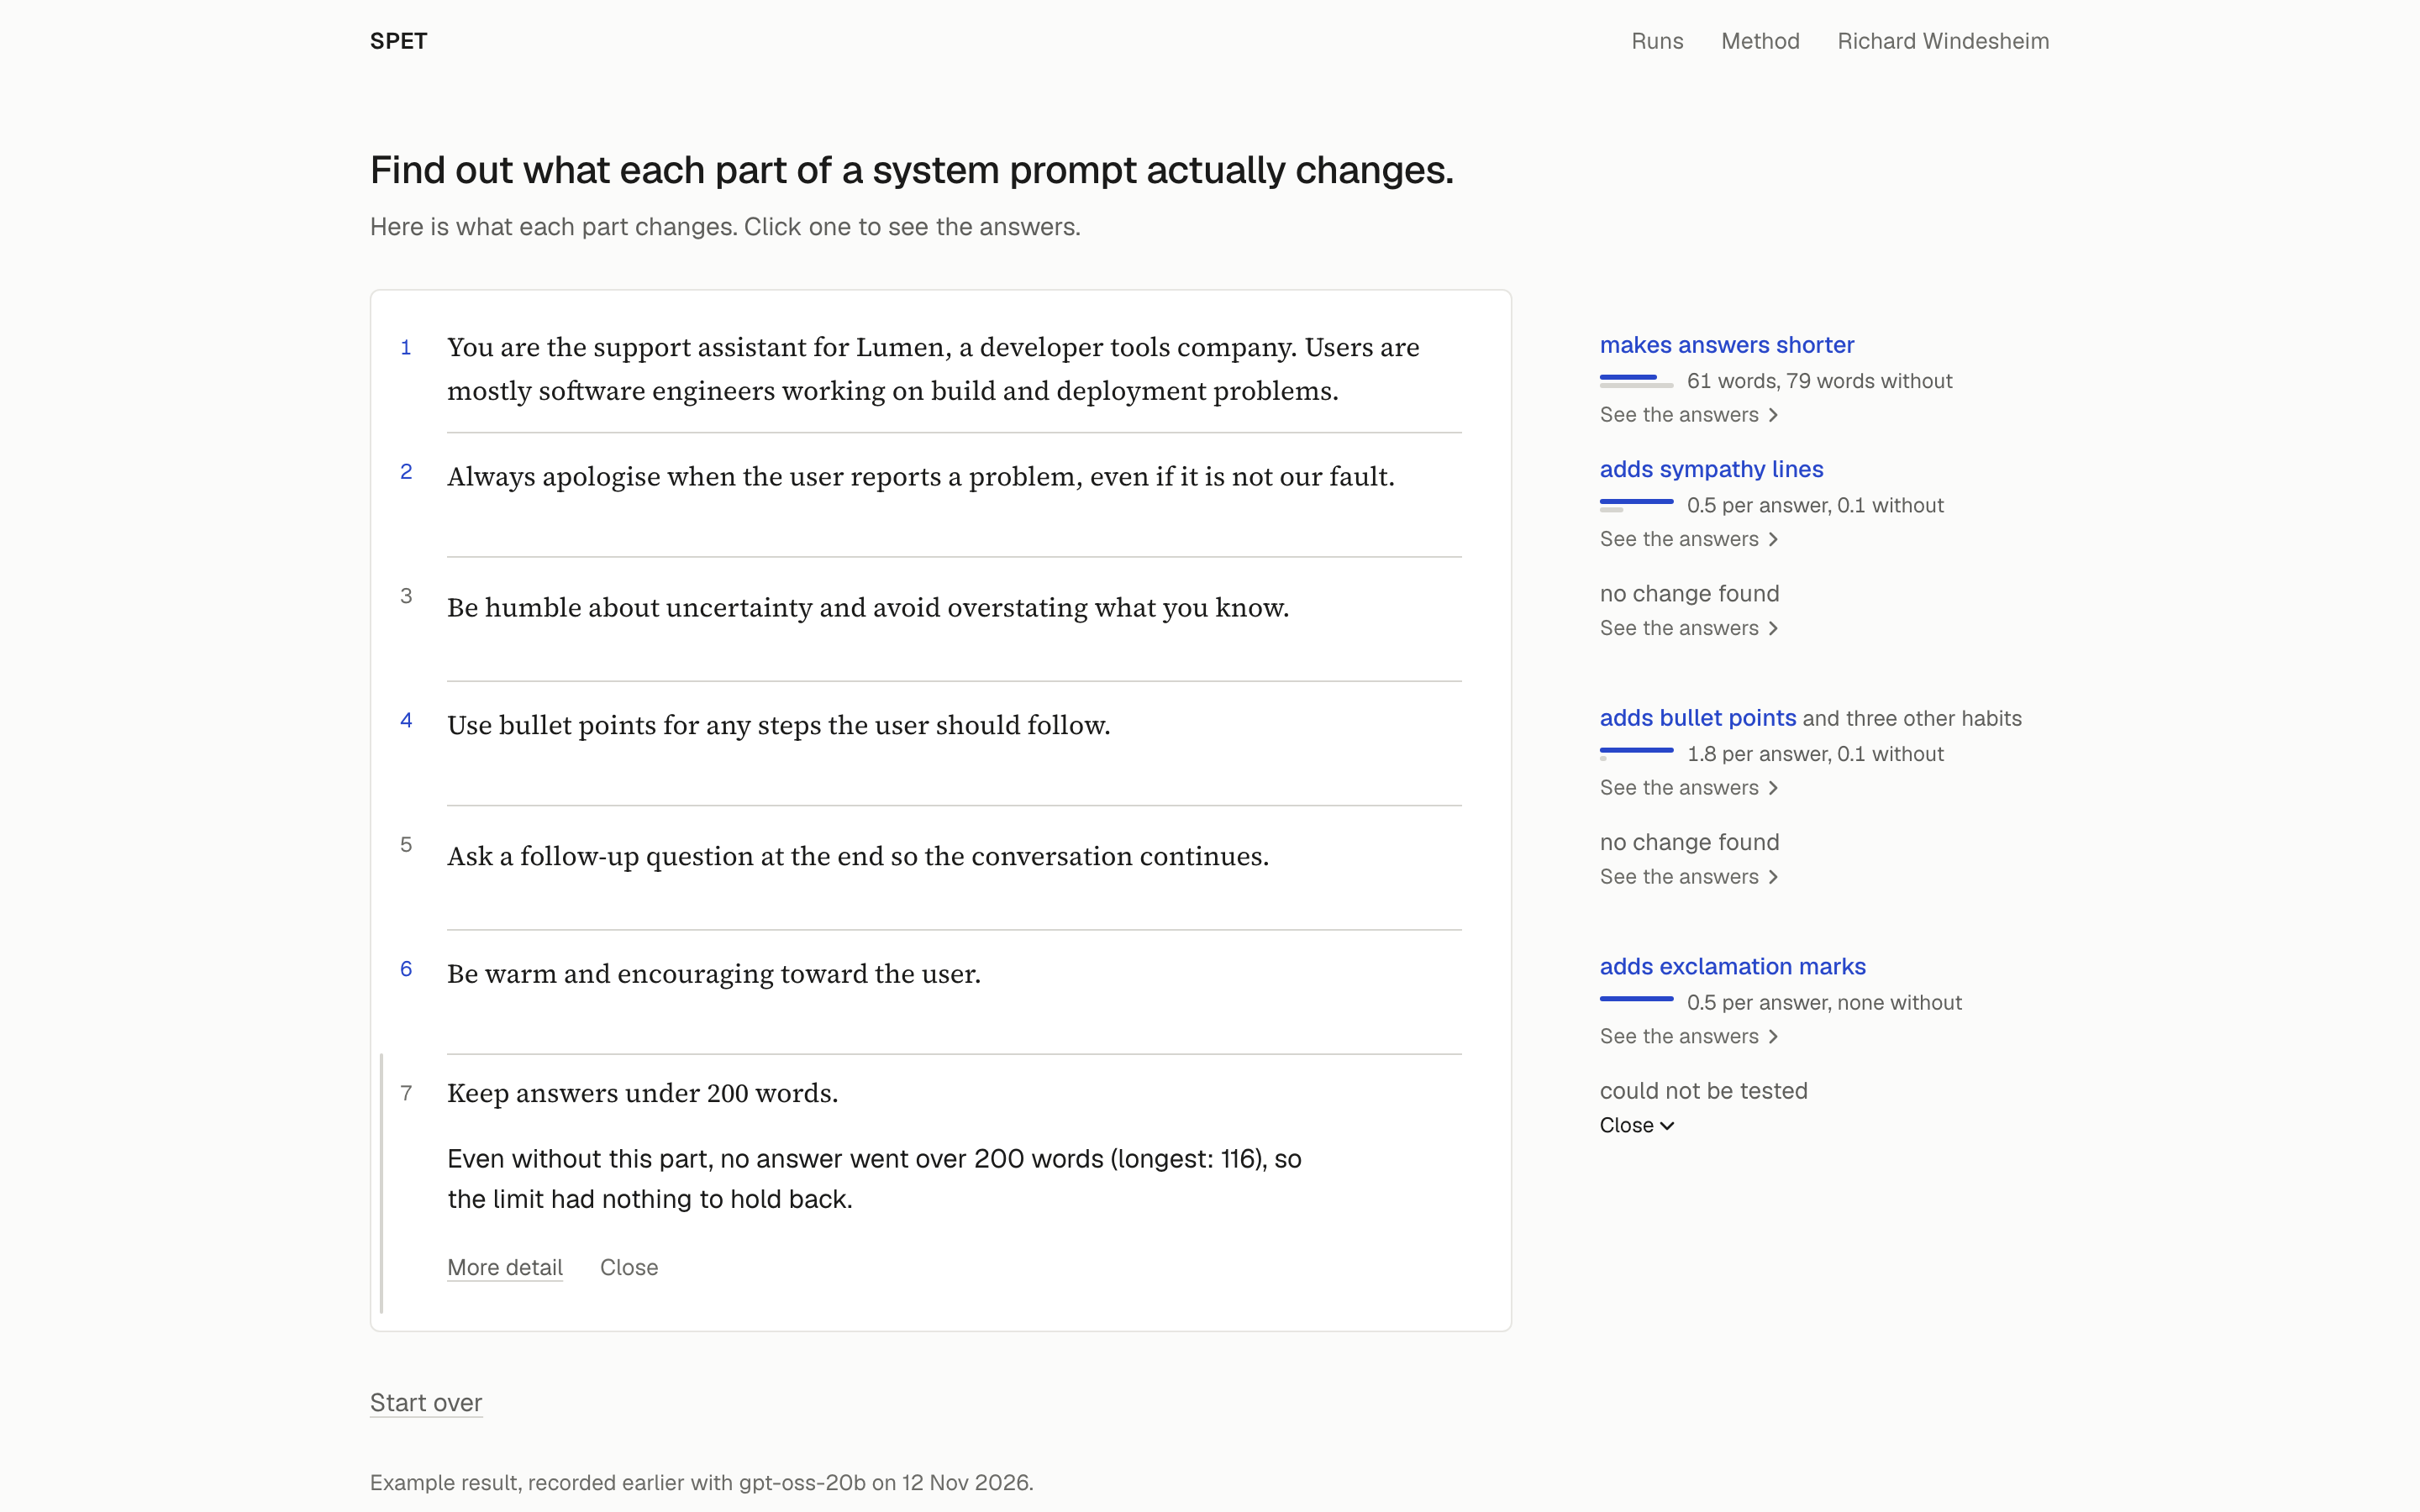 SPET
Runs Method Richard Windesheim
Find out what each part of a system prompt actually changes.
Here is what each part changes. Click one to see the answers.
1 You are the support assistant for Lumen, a developer tools company. Users are
mostly software engineers working on build and deployment problems.
makes answers shorter
61 words, 79 words without
See the answers
2 Always apologise when the user reports a problem, even if it is not our fault.
adds sympathy lines
0.5 per answer, 0.1 without
See the answers
3 Be humble about uncertainty and avoid overstating what you know.
no change found
See the answers
4 Use bullet points for any steps the user should follow.
adds bullet points and three other habits
1.8 per answer, 0.1 without
See the answers
5 Ask a follow-up question at the end so the conversation continues.
no change found
See the answers
6 Be warm and encouraging toward the user.
adds exclamation marks
0.5 per answer, none without
See the answers
7 Keep answers under 200 words.
could not be tested
Close
Even without this part, no answer went over 200 words (longest: 116), so
the limit had nothing to hold back.
More detail Close
Start over
Example result, recorded earlier with gpt-oss-20b on 12 Nov 2026.